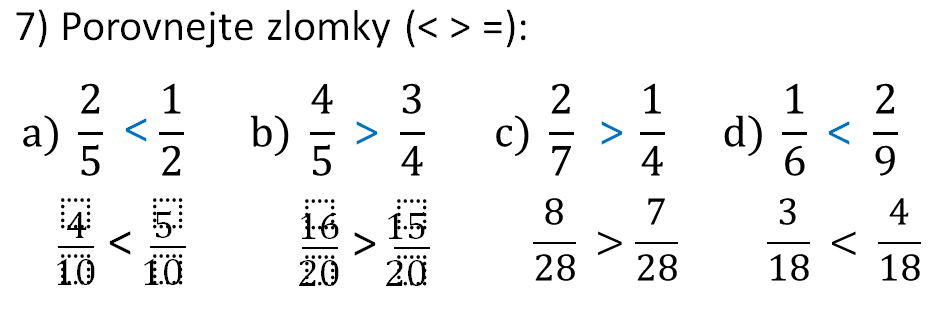 7) Porovnejte zlomky (< > =):
a) 2/5 < 1/2 b) 4/5 > 3/4 c) 2/7 > 1/4 d) 1/6 < 2/9
4/10 < 5/10 16/20 > 15/20 8/28 > 7/28 3/18 < 4/18